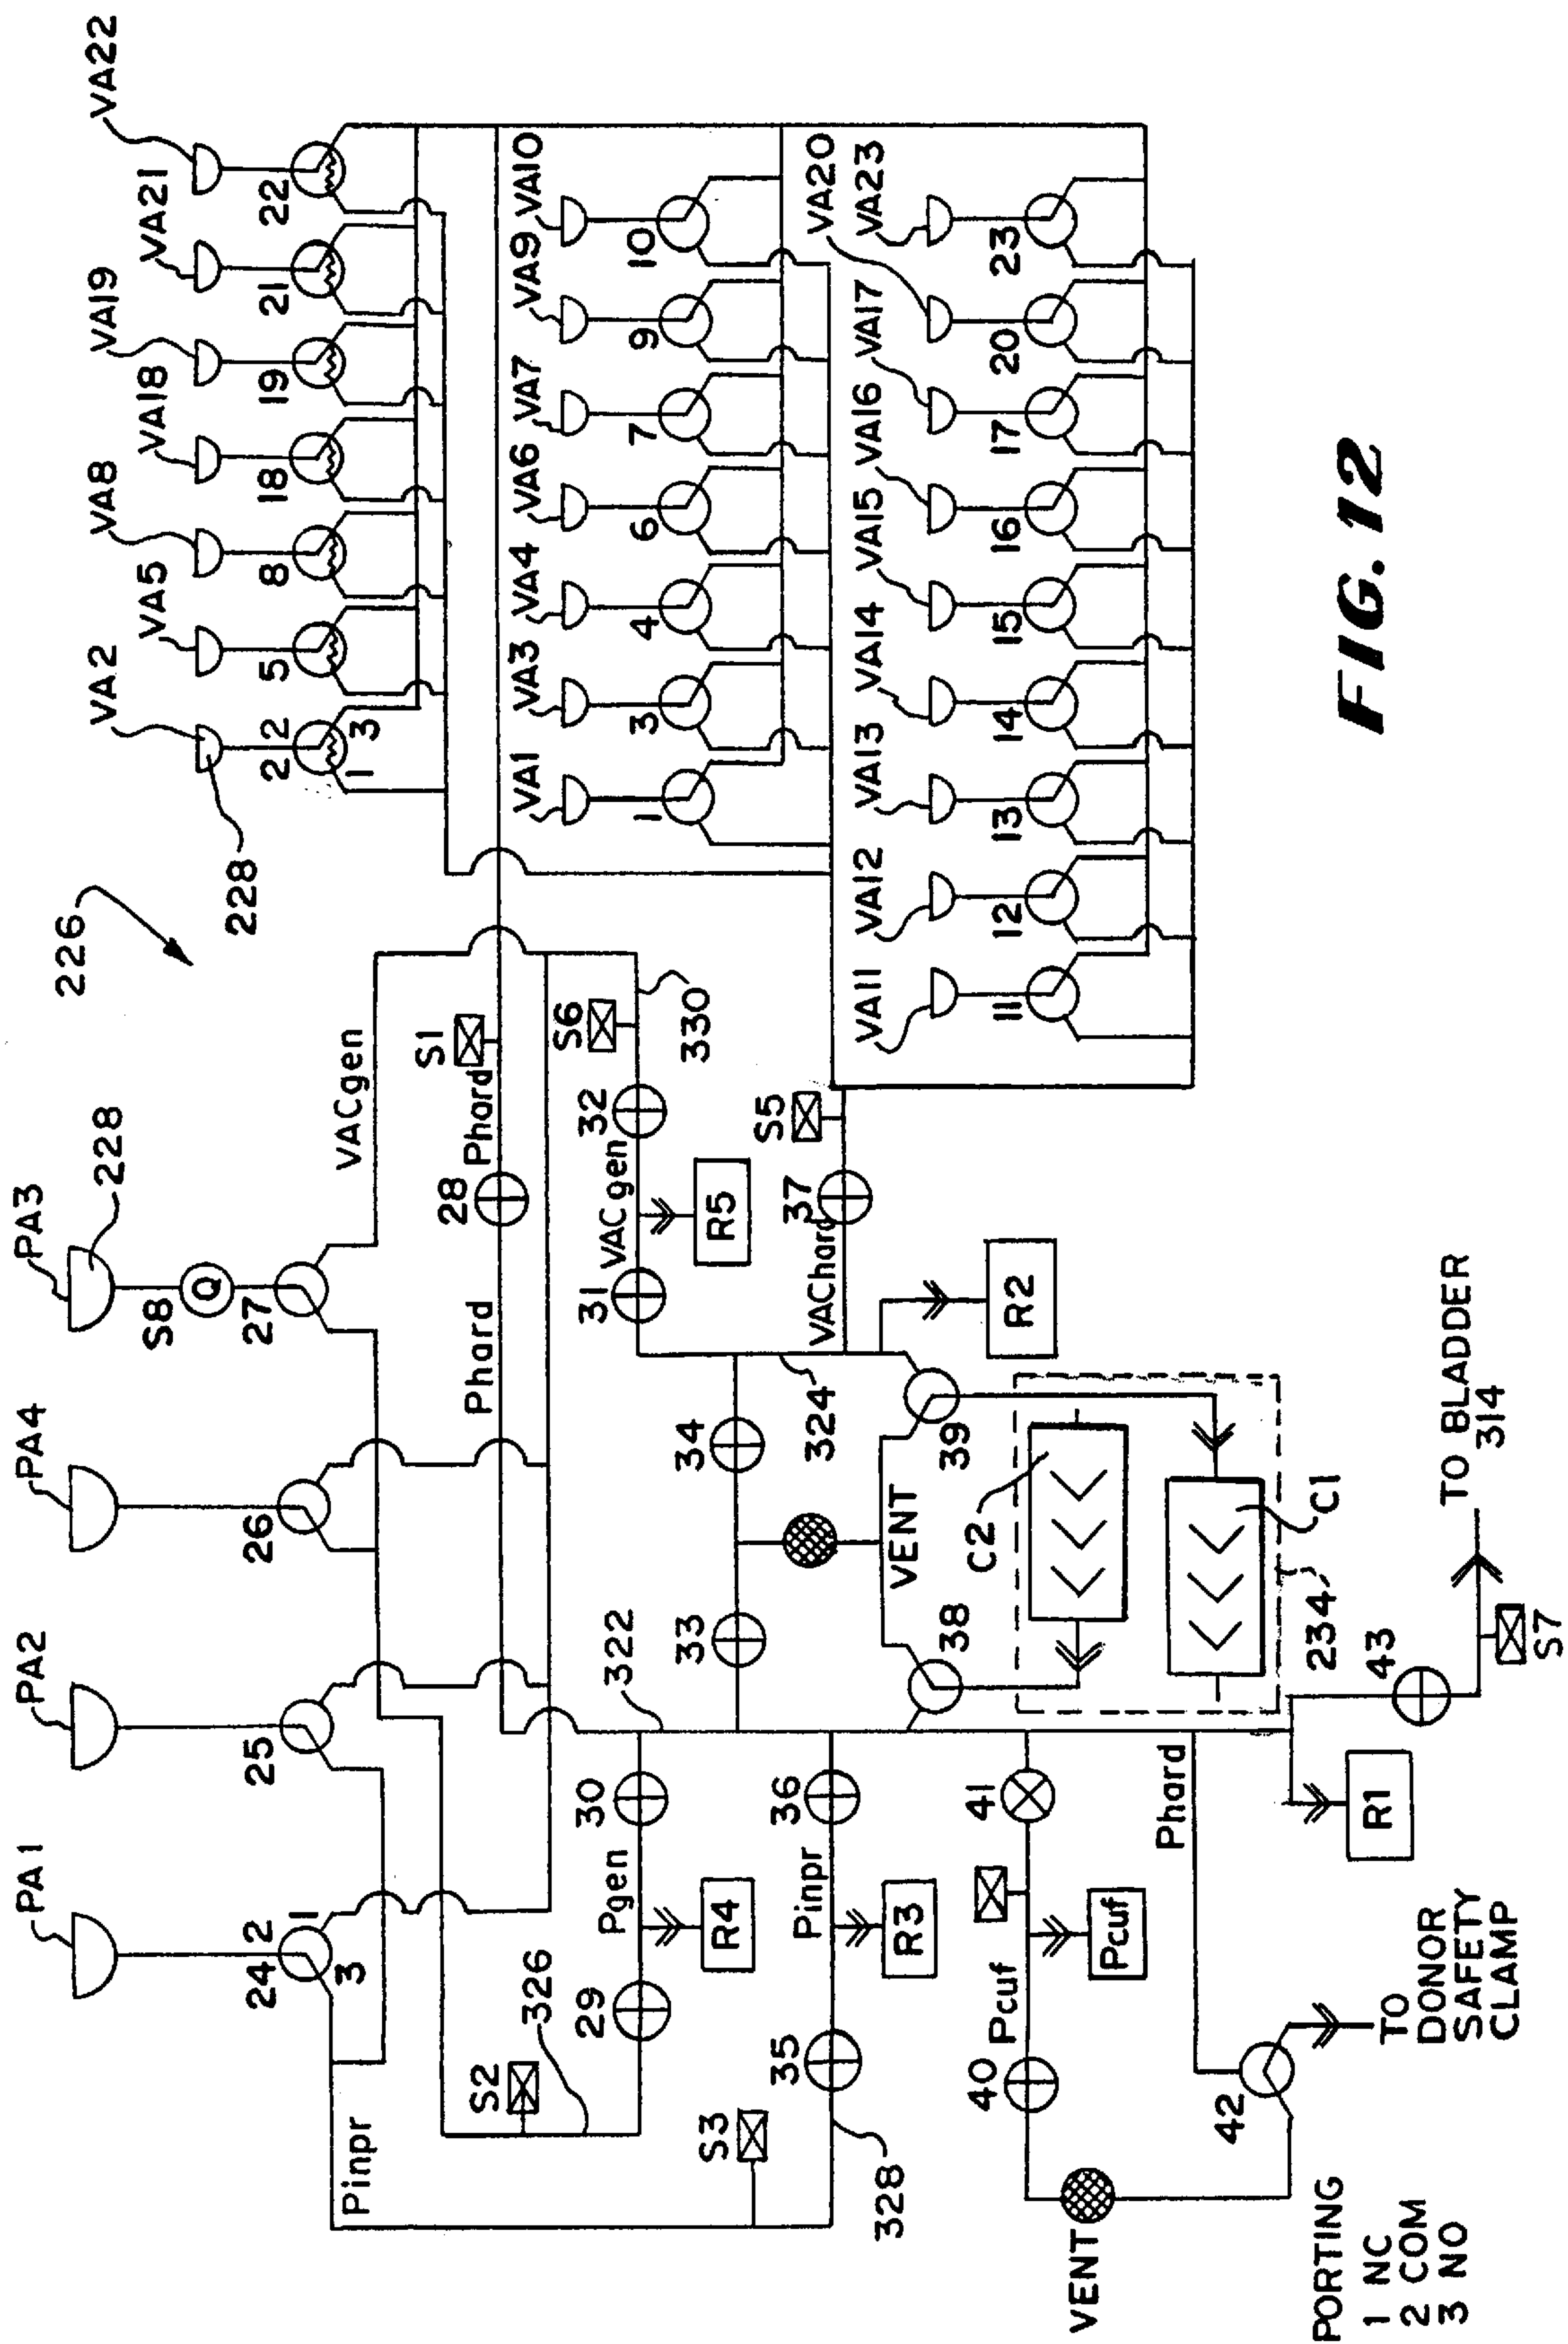 226
PA1
PA2
PA4
PA3
228
S8
Q
24
2
1
3
25
26
27
VACgen
Pinpr
Phard
28
Phard
S1
S2
326
S3
29
Pgen
30
R4
322
31
VACgen
32
S6
330
R5
35
Pinpr
36
R3
328
33
34
324
VAChard
37
S5
R2
VENT
38
39
C2
C1
234
40
Pcuf
41
Pcuf
VENT
42
Phard
R1
43
S7
TO BLADDER
314
TO
DONOR
SAFETY
CLAMP
PORTING
1 NC
2 COM
3 NO
VA2
VA5
VA8
VA18
VA19
VA21
VA22
228
2
2
1
3
5
8
18
19
21
22
VA1
VA3
VA4
VA6
VA7
VA9
VA10
1
3
4
6
7
9
10
VA11
VA12
VA13
VA14
VA15
VA16
VA17
VA20
VA23
11
12
13
14
15
16
17
20
23
FIG. 12